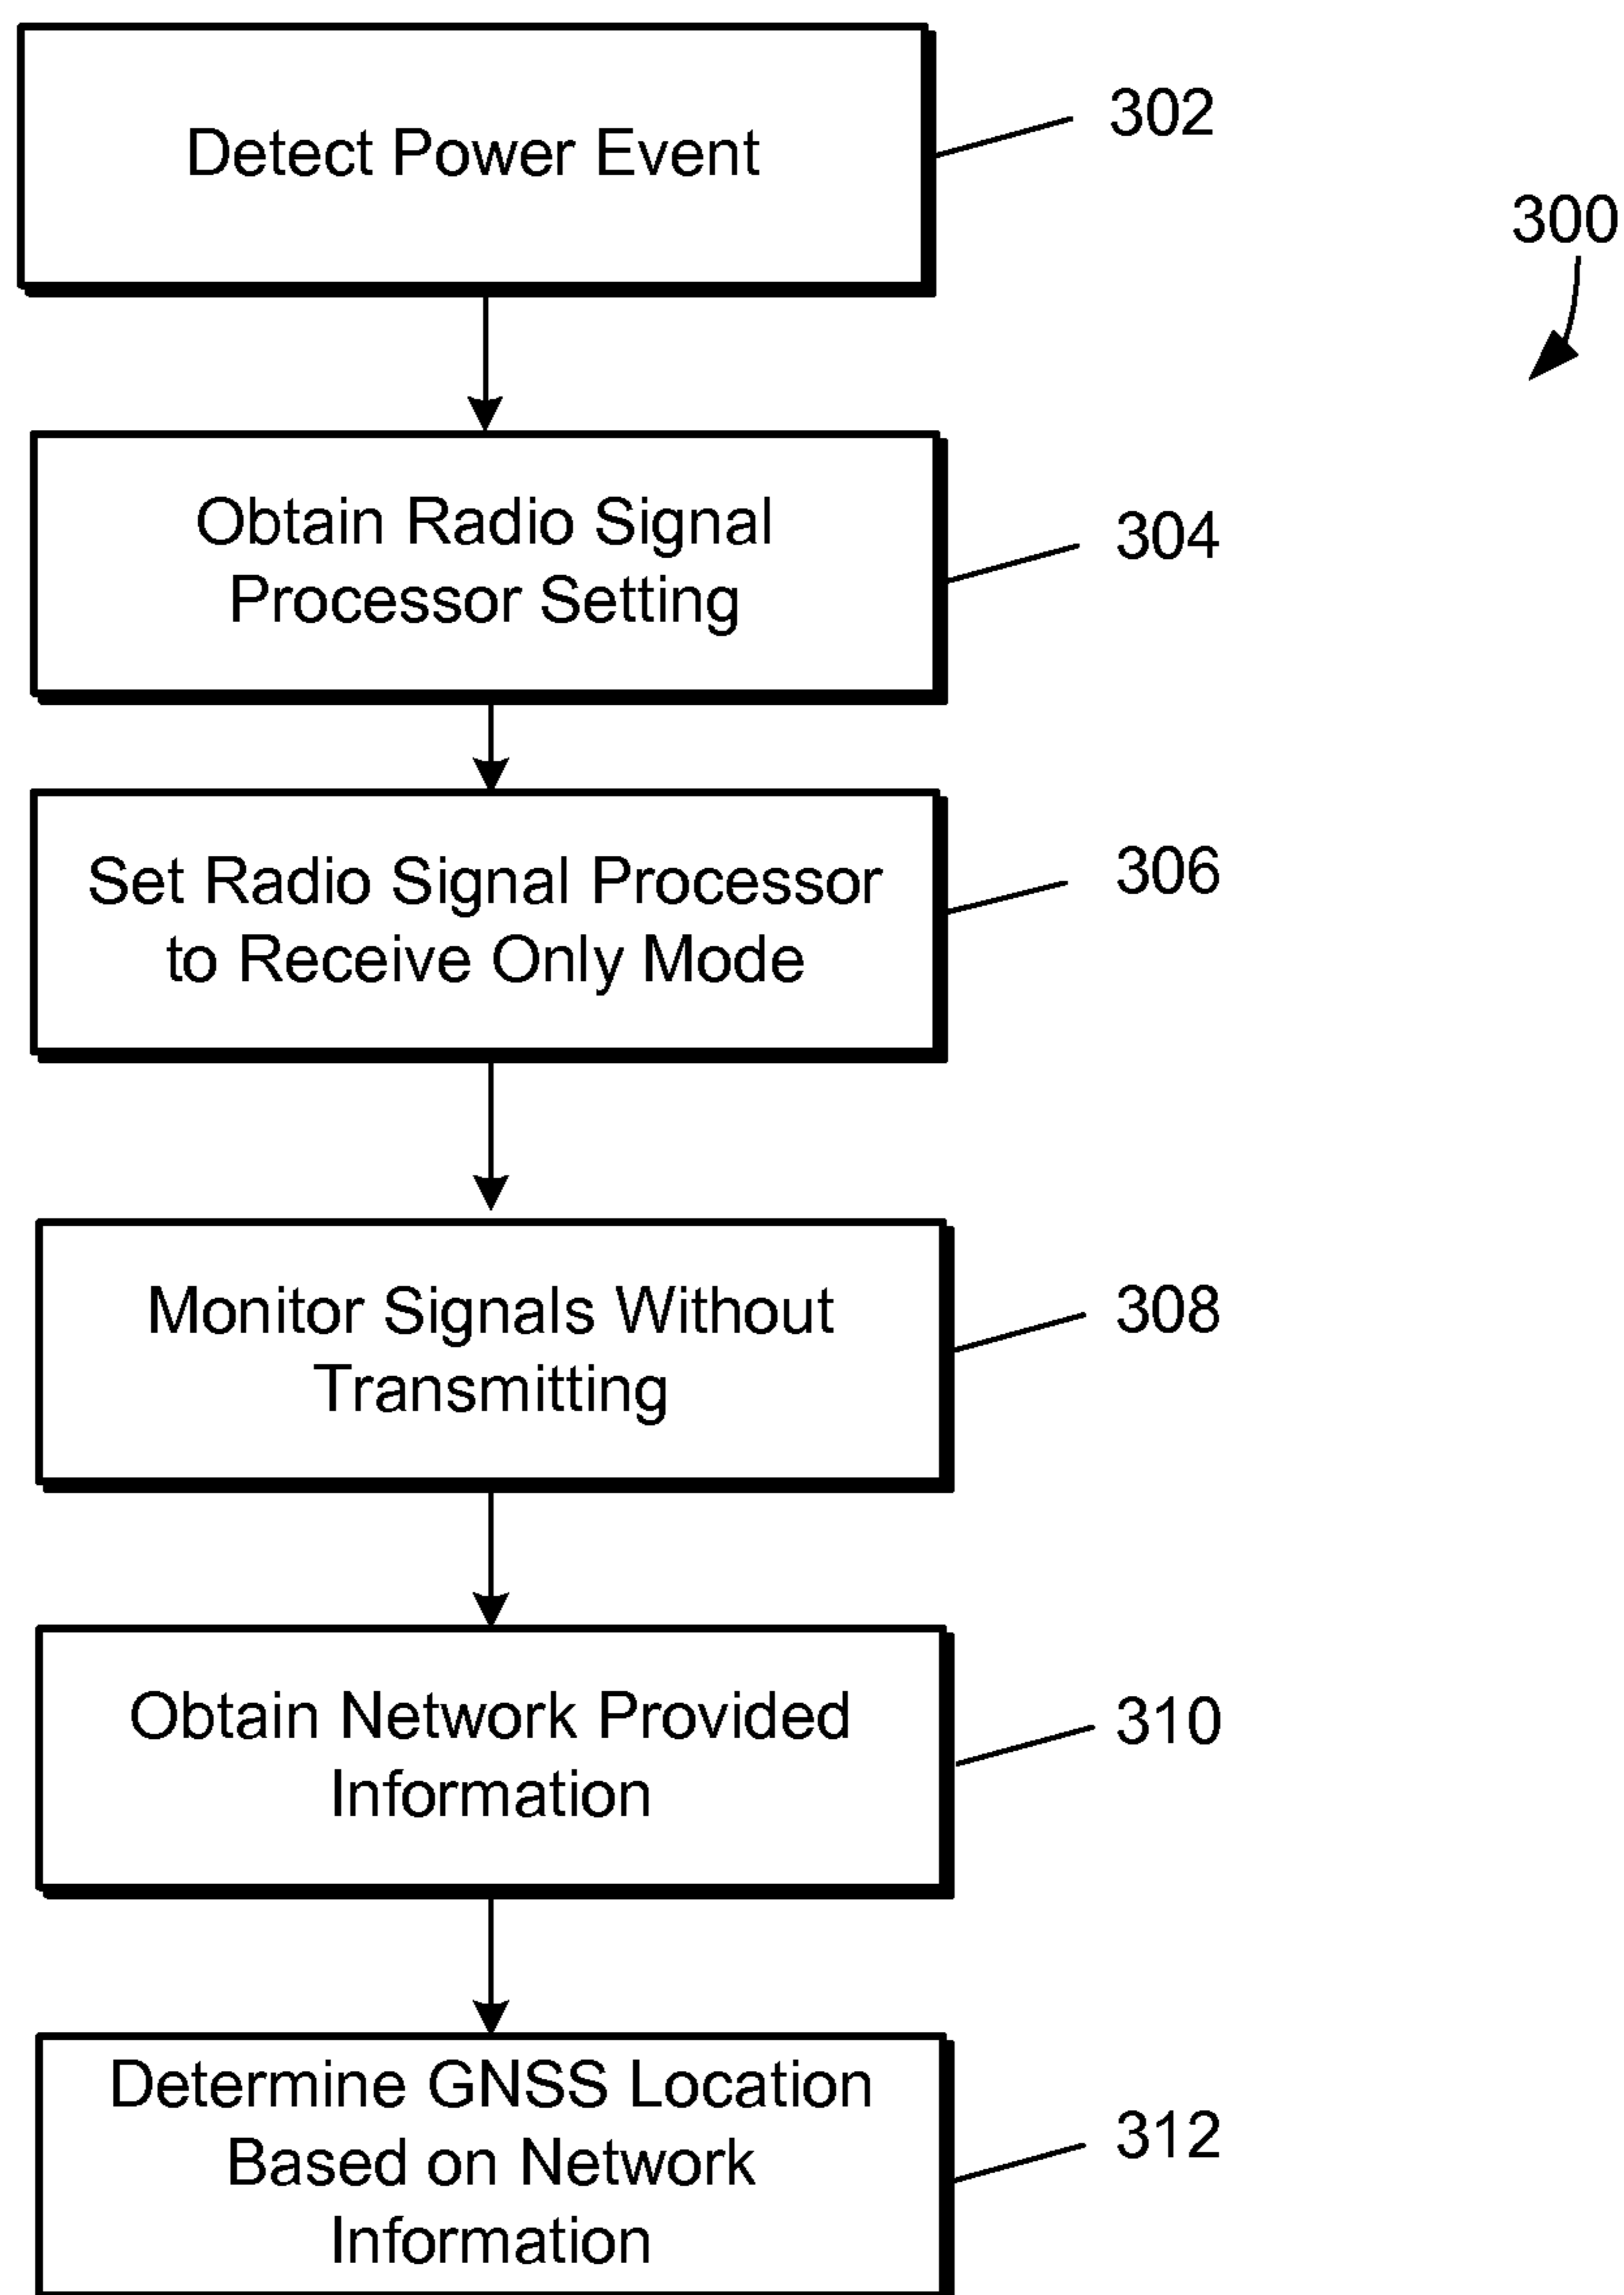 Detect Power Event
302
300
Obtain Radio Signal
Processor Setting
304
Set Radio Signal Processor
to Receive Only Mode
306
Monitor Signals Without
Transmitting
308
Obtain Network Provided
Information
310
Determine GNSS Location
Based on Network
Information
312